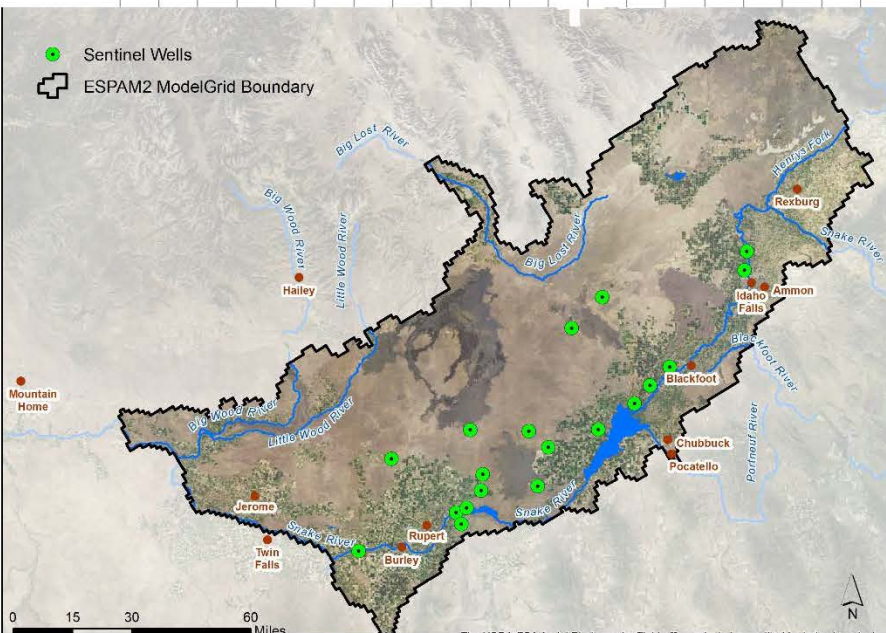 Sentinel Wells
ESPAM2 ModelGrid Boundary
Big Lost River
Henrys Fork
Rexburg
Big Wood River
Little Wood River
Snake River
Big Lost River
Hailey
Idaho
Falls
Ammon
Blackfoot River
Blackfoot
Mountain
Home
Big Wood River
Little Wood River
Chubbuck
Pocatello
Portneuf River
Jerome
Snake River
Snake River
Rupert
Twin
Falls
Burley
N
0 15 30 60
Miles